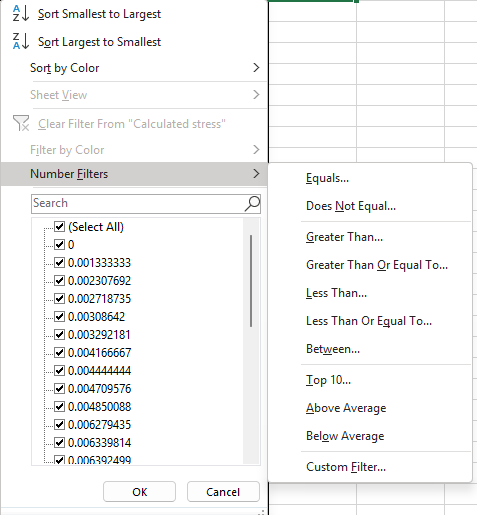 Sort Smallest to Largest
Sort Largest to Smallest
Sort by Color
Sheet View
Clear Filter From "Calculated stress"
Filter by Color
Number Filters
Search
(Select All)
0
0.001333333
0.002307692
0.002718735
0.00308642
0.003292181
0.004166667
0.004444444
0.004709576
0.004850088
0.006279435
0.006339814
0.006392499
OK
Cancel
Equals...
Does Not Equal...
Greater Than...
Greater Than Or Equal To...
Less Than...
Less Than Or Equal To...
Between...
Top 10...
Above Average
Below Average
Custom Filter...